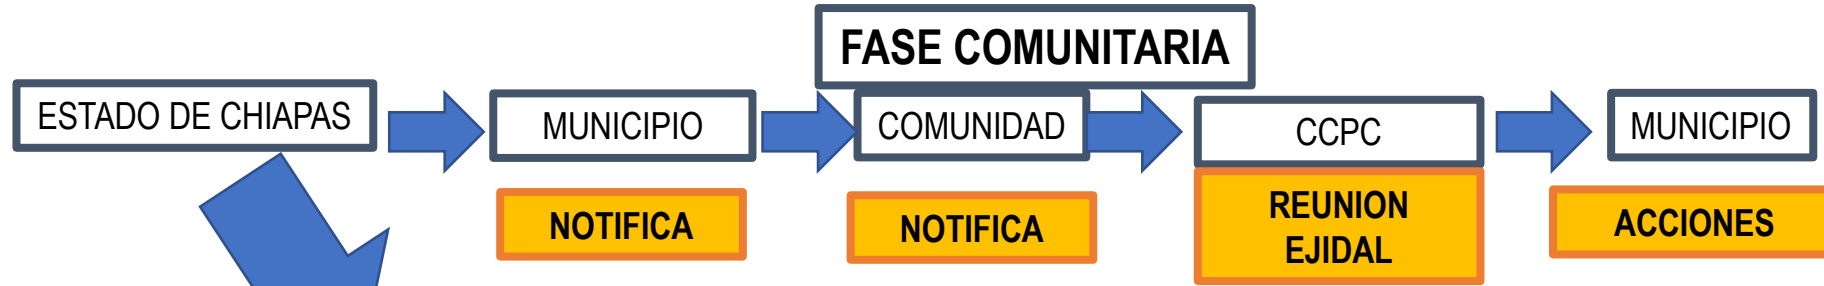 FASE COMUNITARIA
ESTADO DE CHIAPAS
MUNICIPIO
COMUNIDAD
CCPC
MUNICIPIO
NOTIFICA
NOTIFICA
REUNION
EJIDAL
ACCIONES